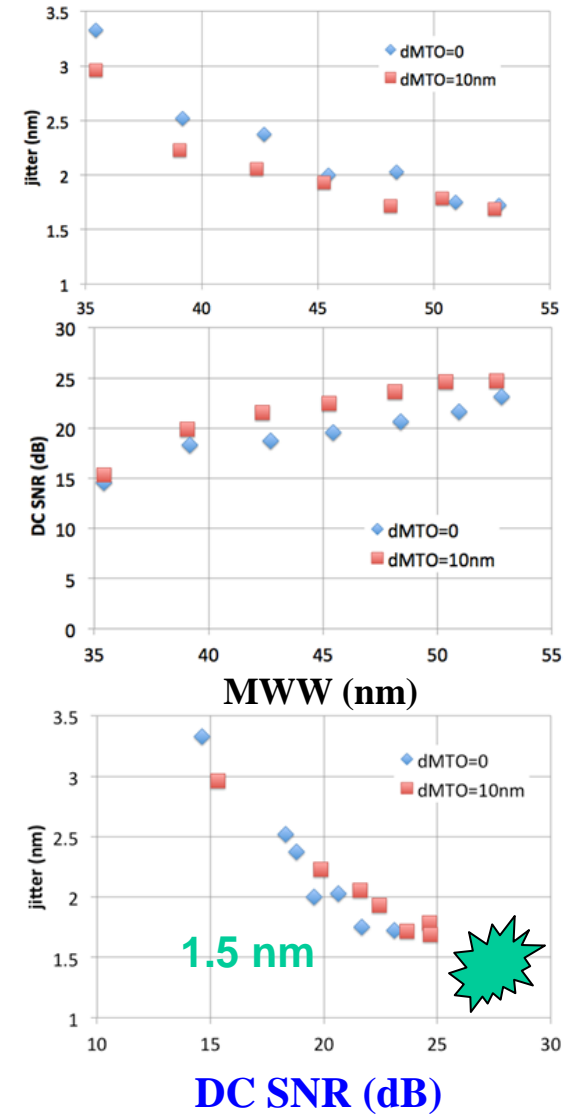 3.5
3
2.5
2
1.5
1
jitter (nm)
dMTO=0
dMTO=10nm
35 40 45 50 55
30
25
20
15
10
5
0
DC SNR (dB)
dMTO=0
dMTO=10nm
35 40 45 50 55
MWW (nm)
3.5
3
2.5
2
1.5
1
jitter (nm)
dMTO=0
dMTO=10nm
1.5 nm
10 15 20 25 30
DC SNR (dB)